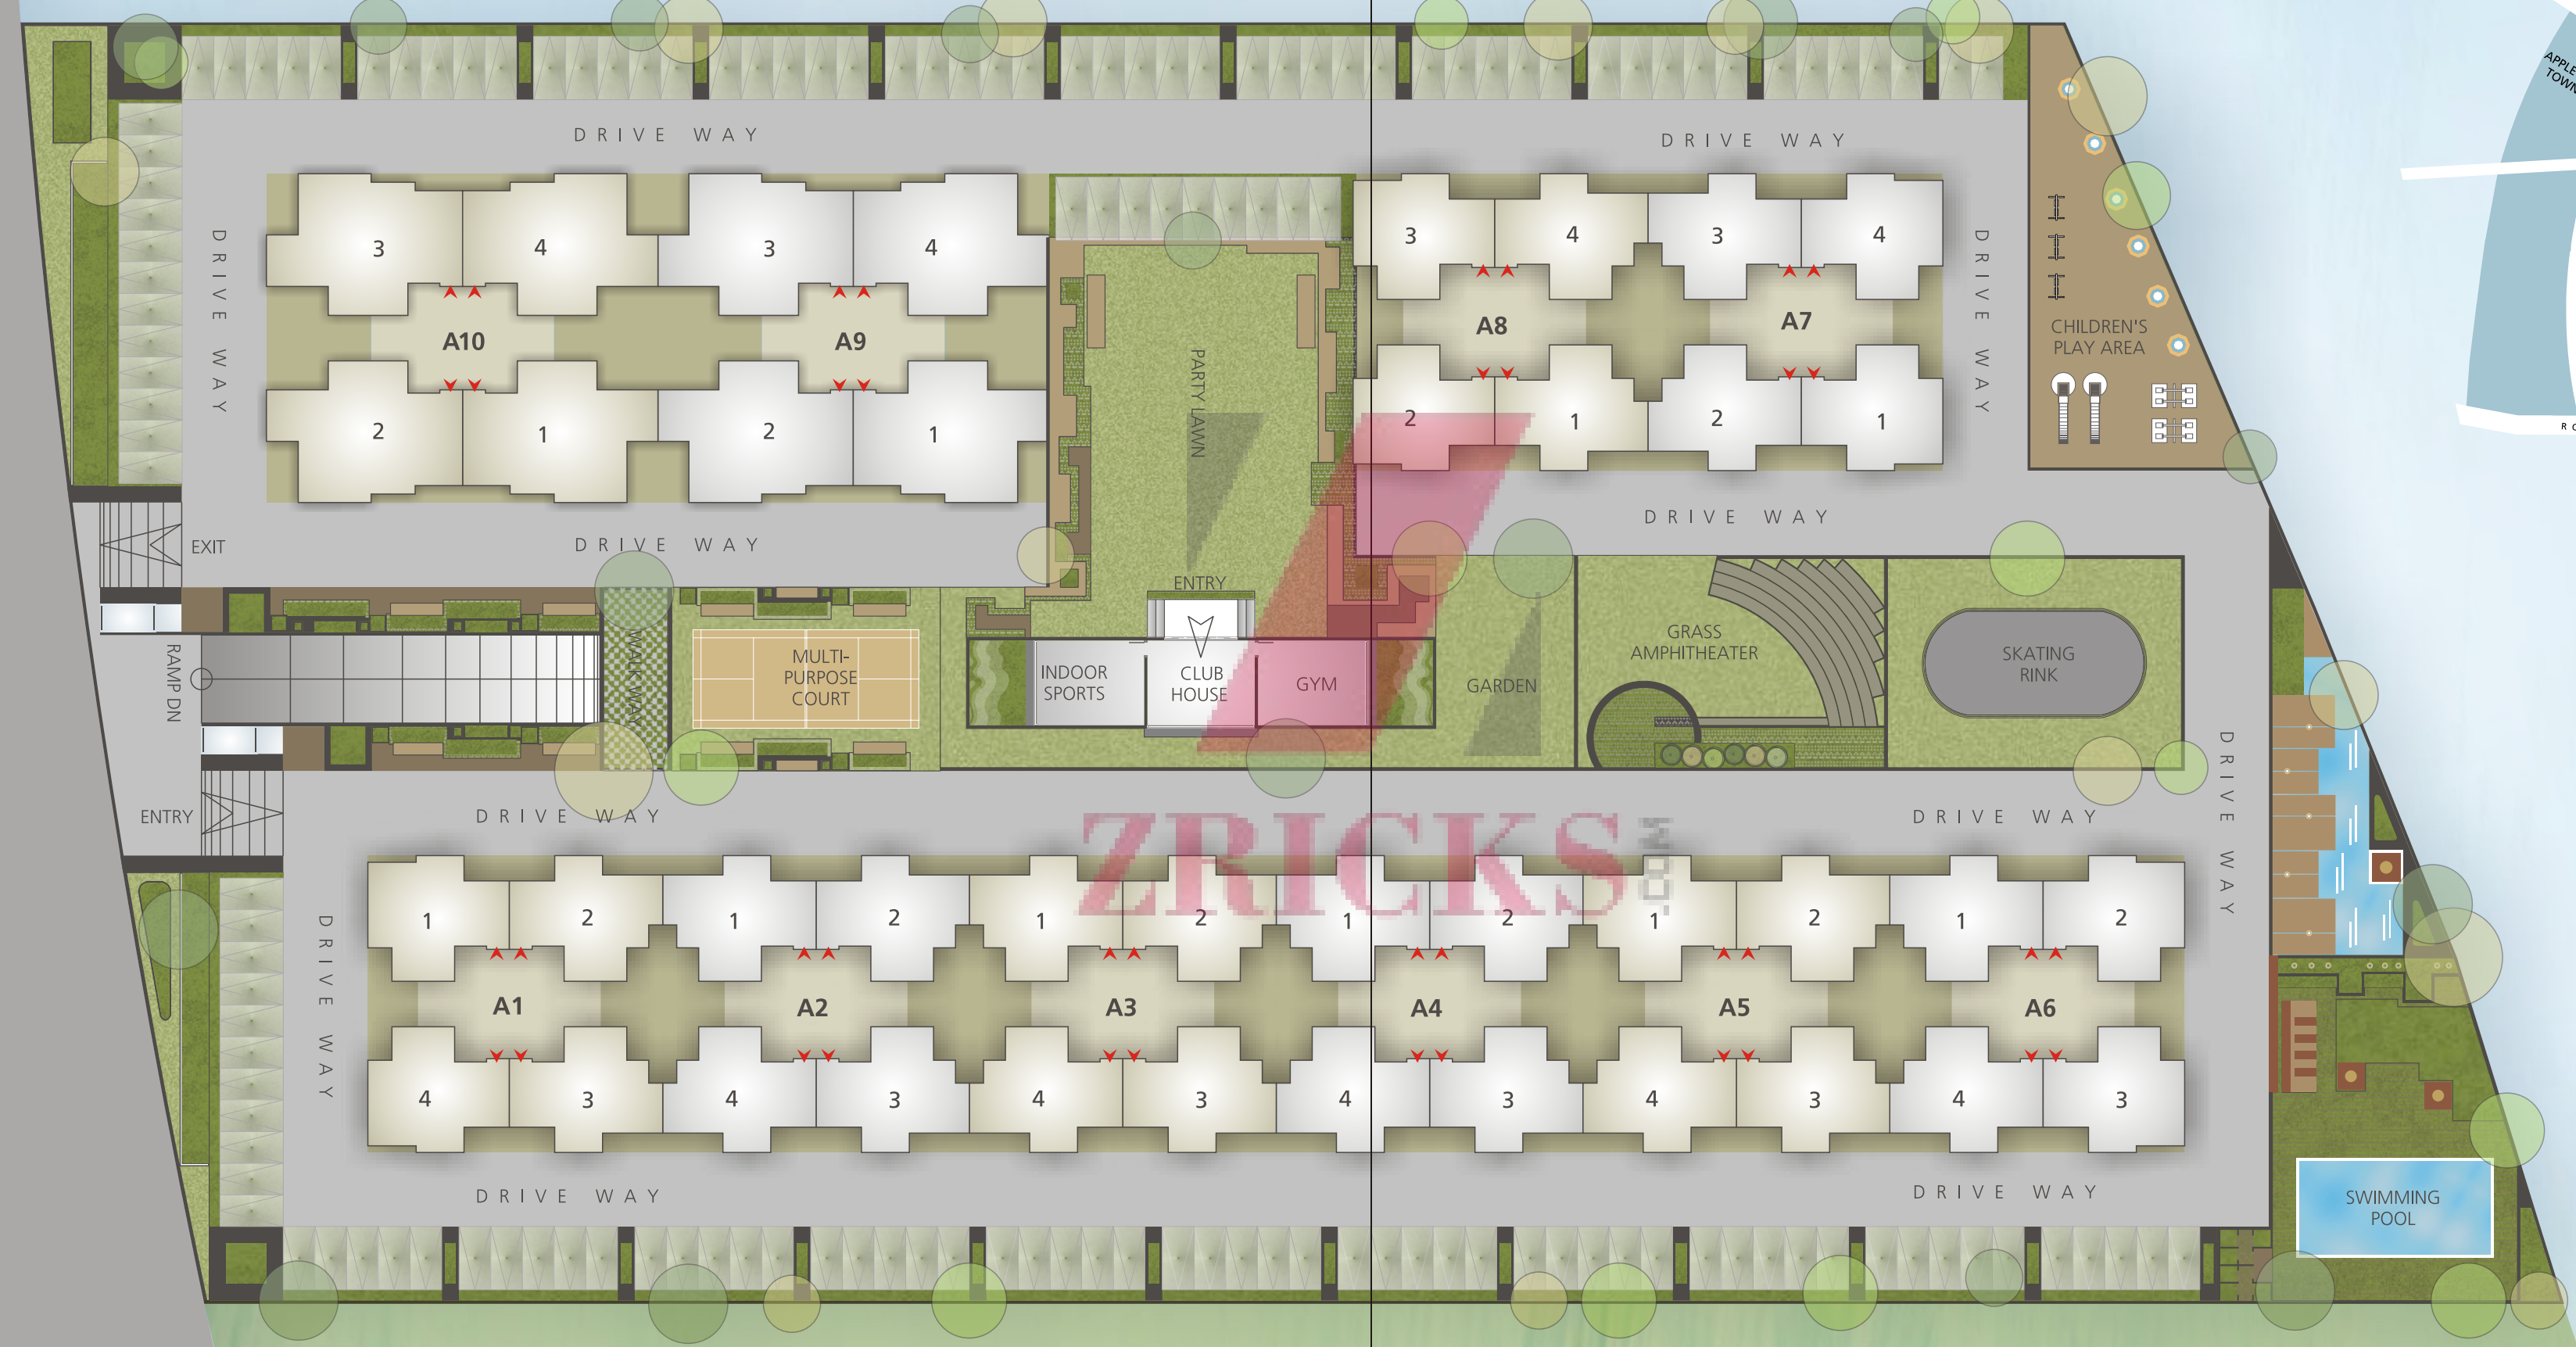 APPLE
TOWN
DRIVE WAY
DRIVE WAY
DRIVE WAY
3
4
3
4
A10
A9
2
1
2
1
PARTY LAWN
3
4
3
4
A8
A7
2
1
2
1
DRIVE WAY
CHILDREN'S
PLAY AREA
EXIT
DRIVE WAY
DRIVE WAY
ENTRY
RAMP DN
WALK WAY
MULTI-
PURPOSE
COURT
INDOOR
SPORTS
CLUB
HOUSE
GYM
GARDEN
GRASS
AMPHITHEATER
SKATING
RINK
ENTRY
DRIVE WAY
DRIVE WAY
DRIVE WAY
ZRICKS
.COM
DRIVE WAY
1
2
1
2
1
2
1
2
1
2
1
2
A1
A2
A3
A4
A5
A6
4
3
4
3
4
3
4
3
4
3
4
3
DRIVE WAY
DRIVE WAY
SWIMMING
POOL